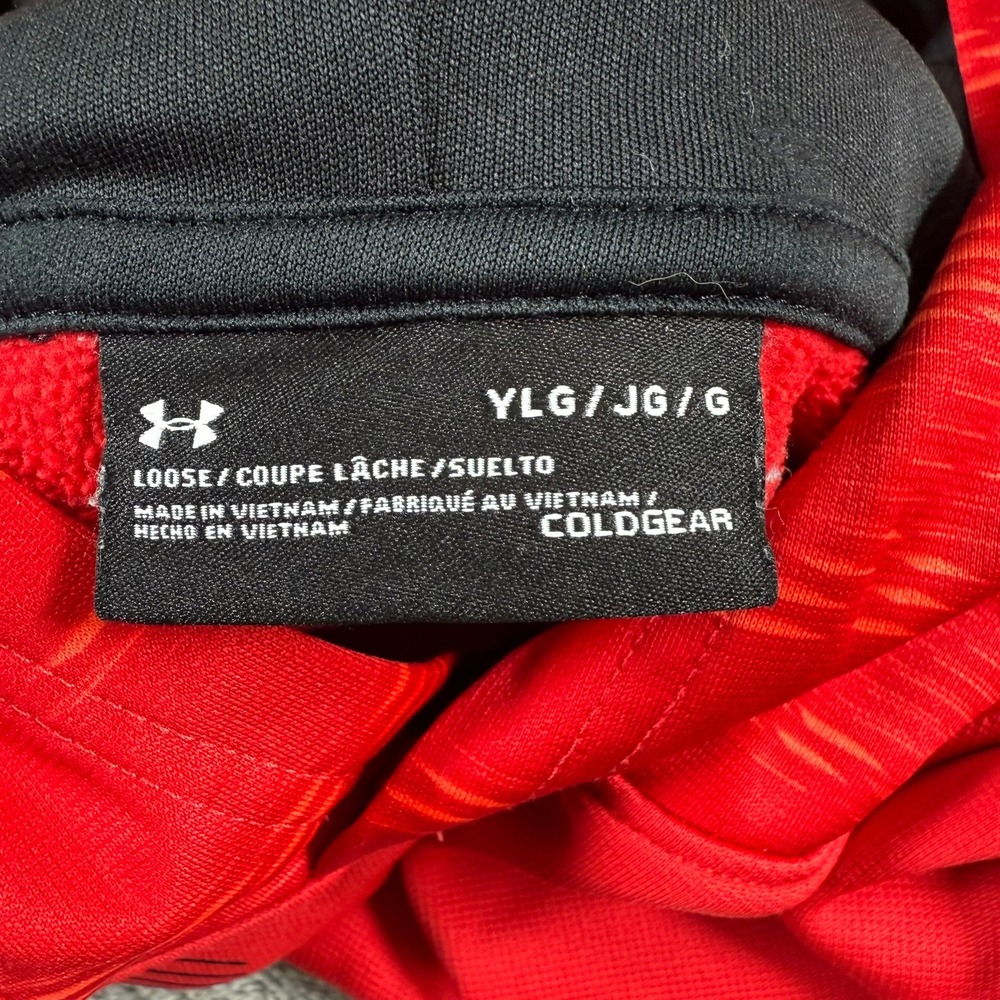 YLG / JG / G
LOOSE / COUPE LÂCHE / SUELTO
MADE IN VIETNAM / FABRIQUÉ AU VIETNAM /
HECHO EN VIETNAM
COLDGEAR